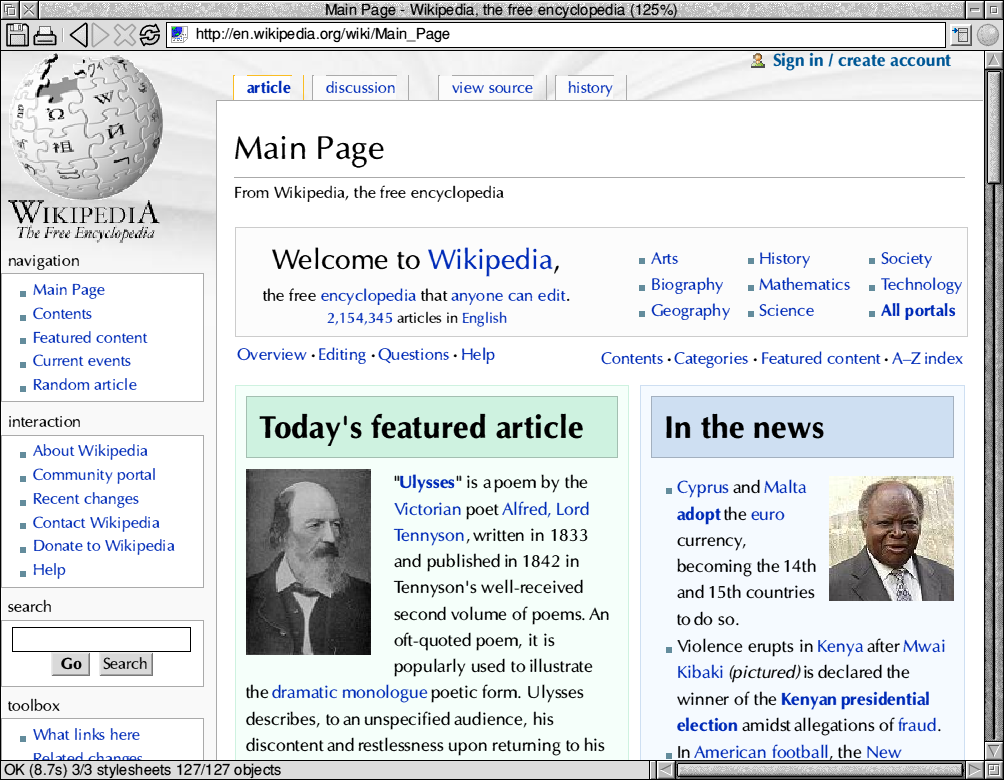 Main Page - Wikipedia, the free encyclopedia (125%)
http://en.wikipedia.org/wiki/Main_Page
Sign in / create account
article
discussion
view source
history
Ω
W
И
WIKIPEDIA
The Free Encyclopedia
navigation
Main Page
Contents
Featured content
Current events
Random article
interaction
About Wikipedia
Community portal
Recent changes
Contact Wikipedia
Donate to Wikipedia
Help
search
Go
Search
toolbox
What links here
Related changes
Main Page
From Wikipedia, the free encyclopedia
Welcome to Wikipedia,
the free encyclopedia that anyone can edit.
2,154,345 articles in English
Arts
Biography
Geography
History
Mathematics
Science
Society
Technology
All portals
Overview · Editing · Questions · Help
Contents · Categories · Featured content · A–Z index
Today's featured article
"Ulysses" is a poem by the
Victorian poet Alfred, Lord
Tennyson, written in 1833
and published in 1842 in
Tennyson's well-received
second volume of poems. An
oft-quoted poem, it is
popularly used to illustrate
the dramatic monologue poetic form. Ulysses
describes, to an unspecified audience, his
discontent and restlessness upon returning to his
In the news
Cyprus and Malta
adopt the euro
currency,
becoming the 14th
and 15th countries
to do so.
Violence erupts in Kenya after Mwai
Kibaki (pictured) is declared the
winner of the Kenyan presidential
election amidst allegations of fraud.
In American football, the New
OK (8.7s) 3/3 stylesheets 127/127 objects